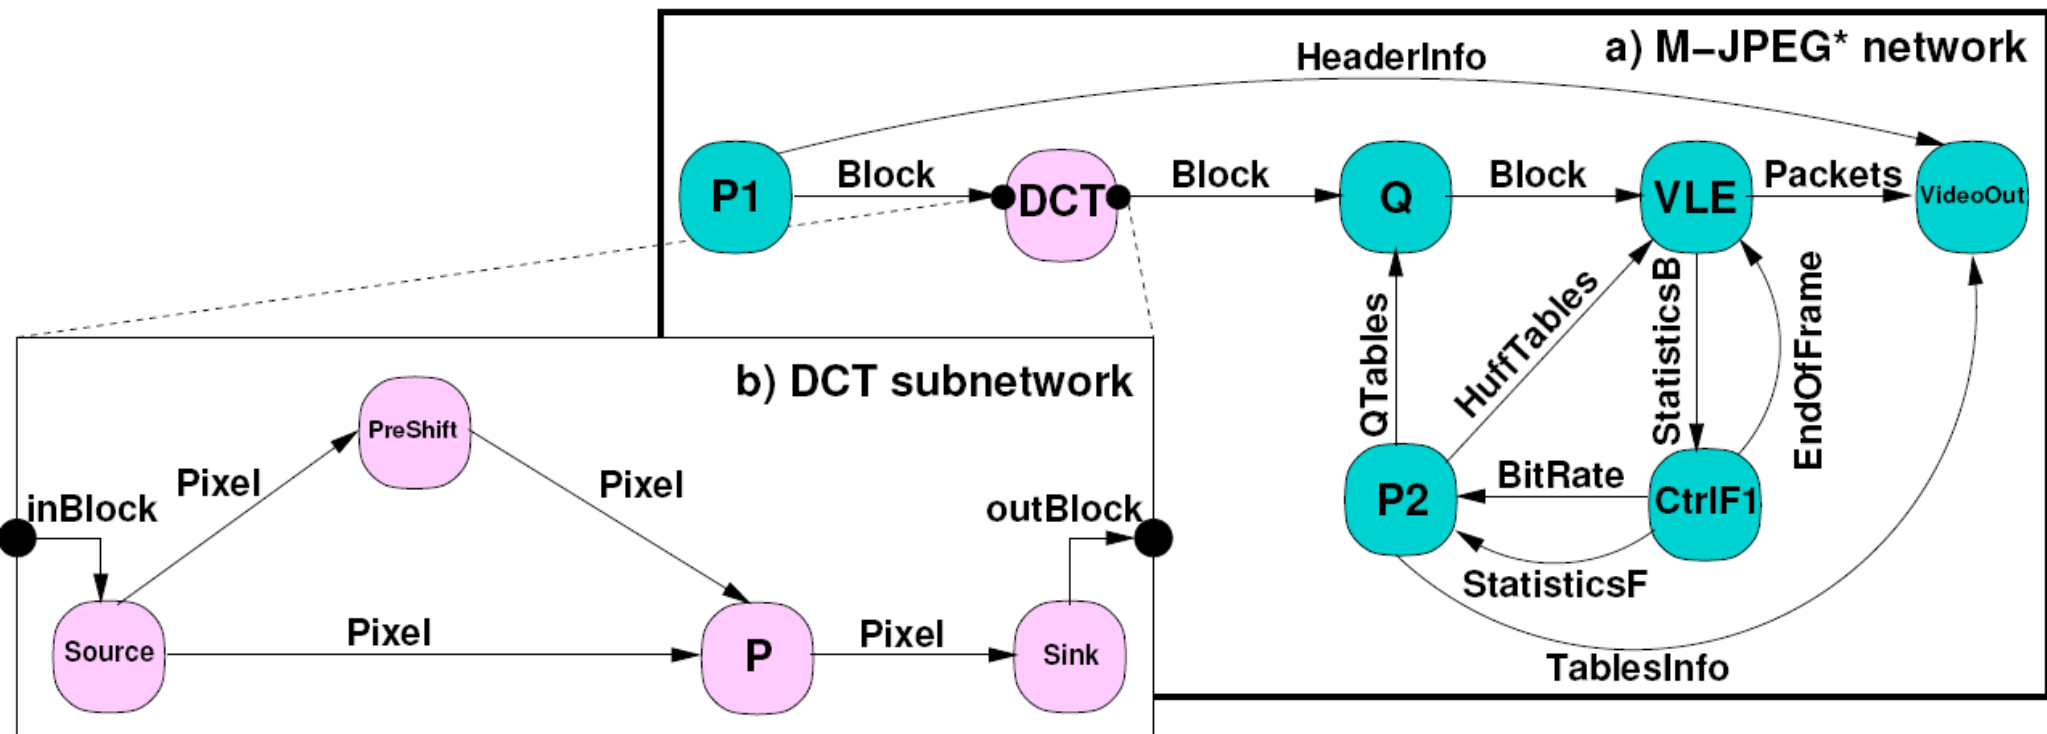 a) M–JPEG* network
HeaderInfo
P1
Block
DCT
Block
Q
Block
VLE
Packets
VideoOut
QTables
HuffTables
StatisticsB
EndOfFrame
P2
BitRate
CtrlF1
StatisticsF
TablesInfo
b) DCT subnetwork
PreShift
Pixel
Pixel
inBlock
outBlock
Source
Pixel
P
Pixel
Sink